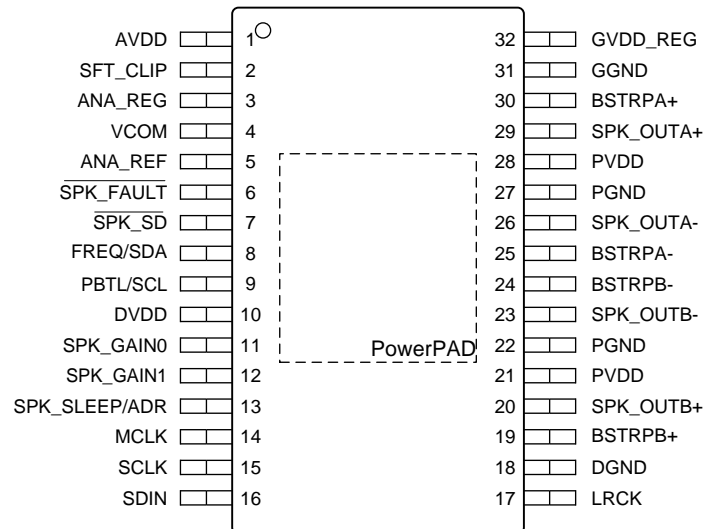 AVDD 1 32 GVDD_REG
SFT_CLIP 2 31 GGND
ANA_REG 3 30 BSTRPA+
VCOM 4 29 SPK_OUTA+
ANA_REF 5 28 PVDD
SPK_FAULT 6 27 PGND
SPK_SD 7 26 SPK_OUTA-
FREQ/SDA 8 25 BSTRPA-
PBTL/SCL 9 24 BSTRPB-
DVDD 10 23 SPK_OUTB-
SPK_GAIN0 11 PowerPAD 22 PGND
SPK_GAIN1 12 21 PVDD
SPK_SLEEP/ADR 13 20 SPK_OUTB+
MCLK 14 19 BSTRPB+
SCLK 15 18 DGND
SDIN 16 17 LRCK